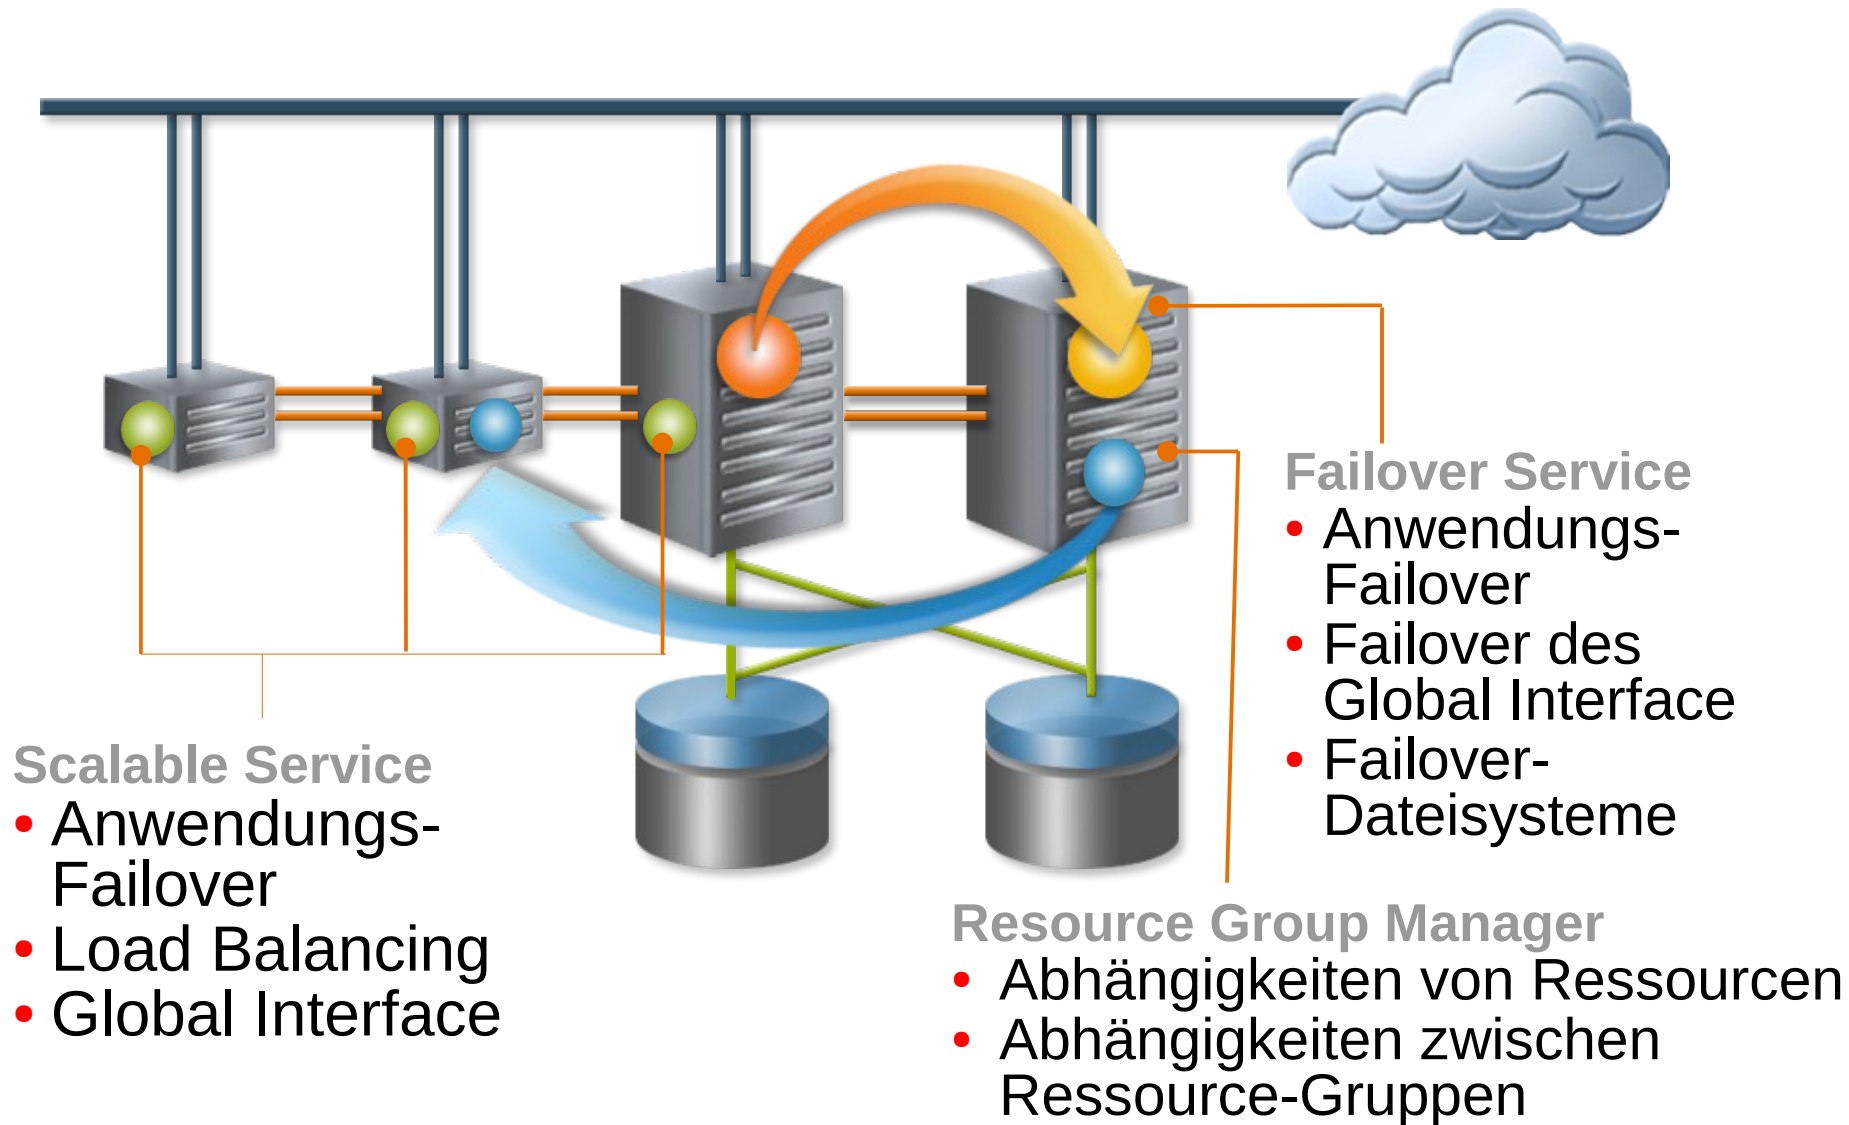 Failover Service
• Anwendungs-
Failover
• Failover des
Global Interface
• Failover-
Dateisysteme
Scalable Service
• Anwendungs-
Failover
• Load Balancing
• Global Interface
Resource Group Manager
• Abhängigkeiten von Ressourcen
• Abhängigkeiten zwischen
Ressource-Gruppen